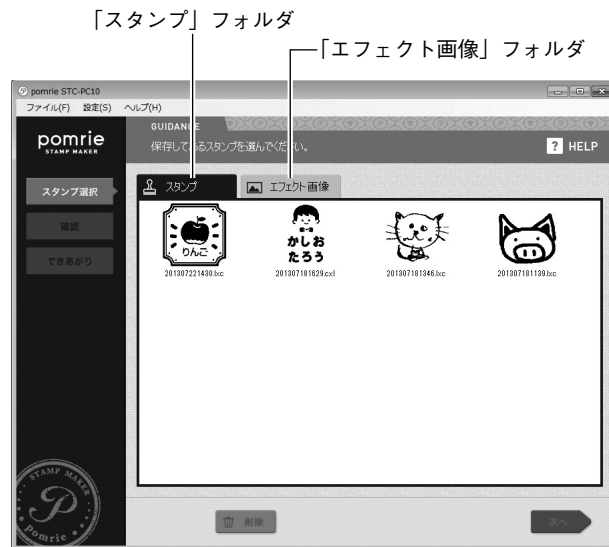 「スタンプ」フォルダ
「エフェクト画像」フォルダ
pomrie STC-PC10
ファイル(F) 設定(S) ヘルプ(H)
GUIDANCE
保存してあるスタンプを選んでください。
? HELP
pomrie
STAMP MAKER
スタンプ選択
確認
できあがり
スタンプ
エフェクト画像
りんご
かしお
たろう
201307221430.lxc
201307181629.cxl
201307181346.lxc
201307181139.lxc
STAMP MAKER
P
pomrie
削除
次へ